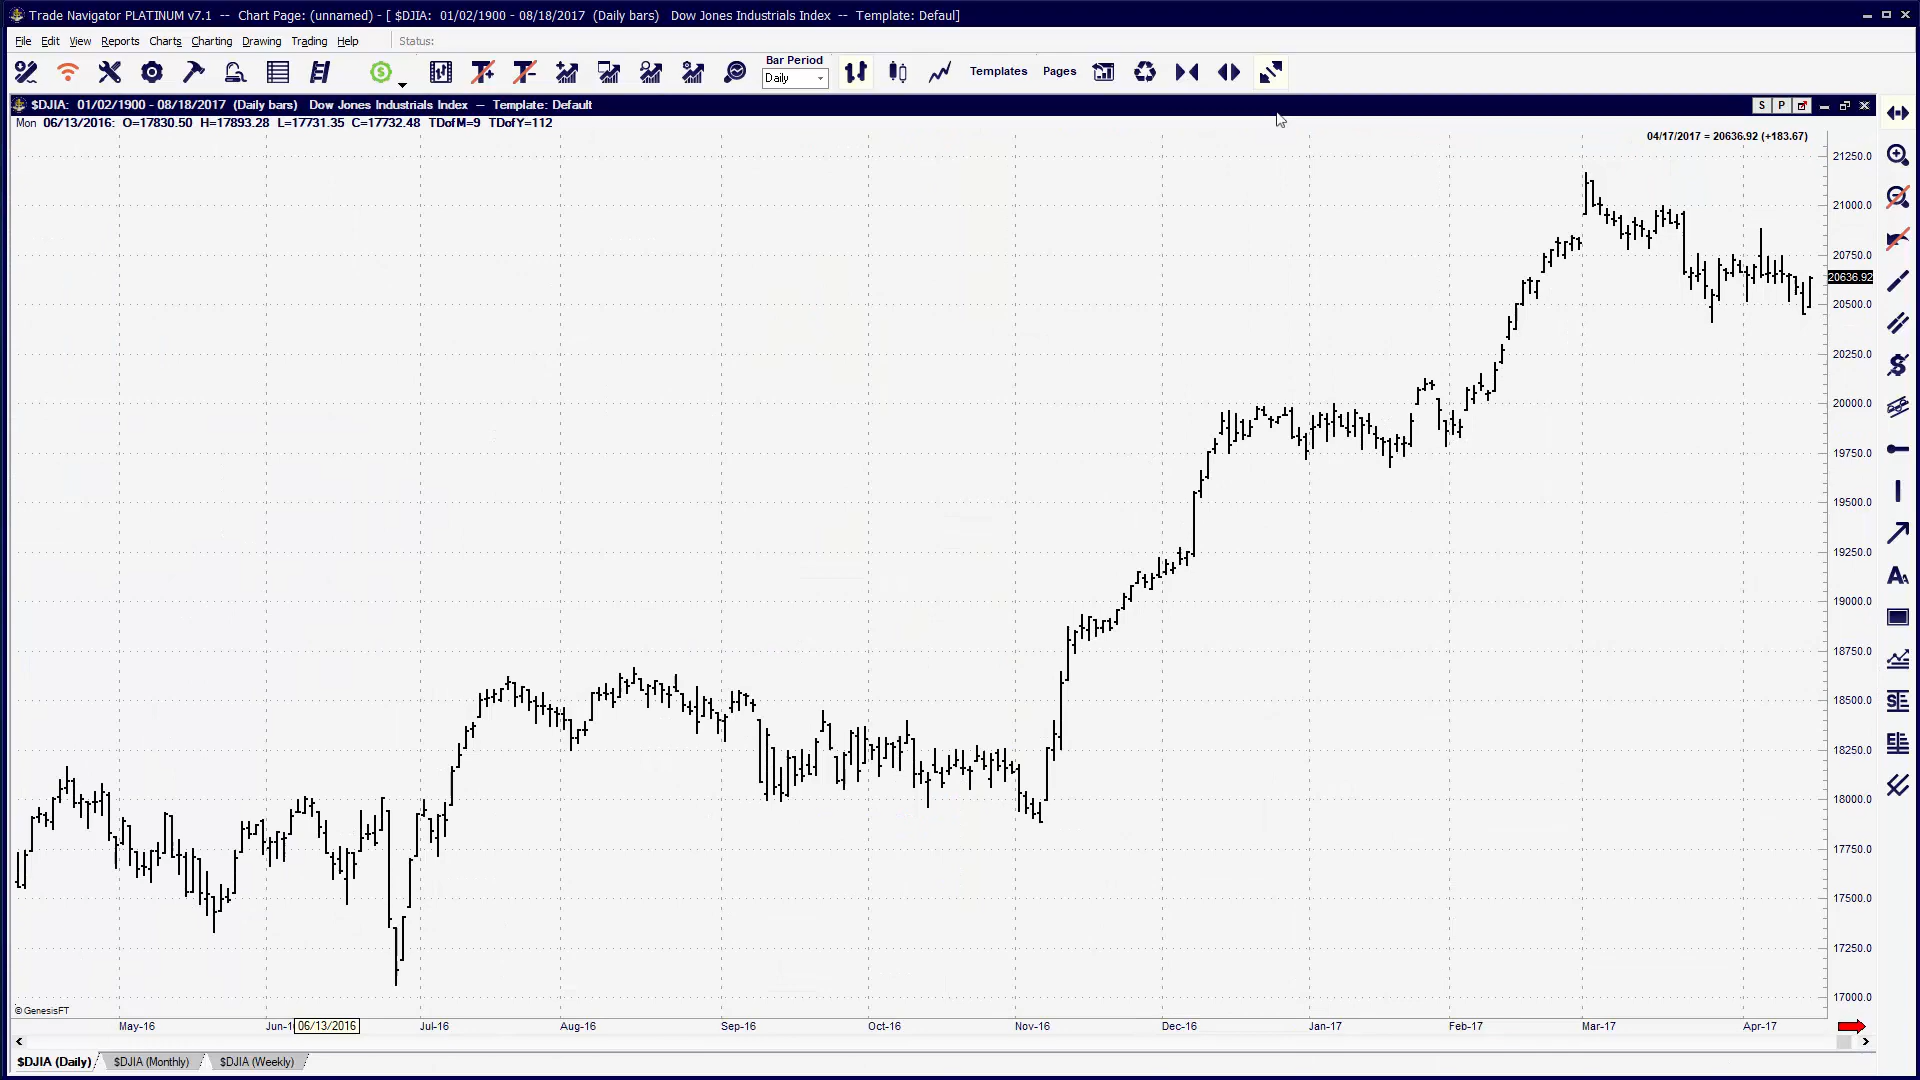 Trade Navigator PLATINUM v7.1 -- Chart Page: (unnamed) - [ $DJIA: 01/02/1900 - 08/18/2017 (Daily bars) Dow Jones Industrials Index -- Template: Defaul]
File Edit View Reports Charts Charting Drawing Trading Help Status:
Bar Period
Daily
Templates Pages
$DJIA: 01/02/1900 - 08/18/2017 (Daily bars) Dow Jones Industrials Index -- Template: Default
S P
Mon 06/13/2016: O=17830.50 H=17893.28 L=17731.35 C=17732.48 TDofM=9 TDofY=112
04/17/2017 = 20636.92 (+183.67)
21250.0
21000.0
20750.0
20636.92
20500.0
20250.0
20000.0
19750.0
19500.0
19250.0
19000.0
18750.0
18500.0
18250.0
18000.0
17750.0
17500.0
17250.0
17000.0
© GenesisFT
May-16 Jun-1 06/13/2016 Jul-16 Aug-16 Sep-16 Oct-16 Nov-16 Dec-16 Jan-17 Feb-17 Mar-17 Apr-17
$DJIA (Daily) $DJIA (Monthly) $DJIA (Weekly)